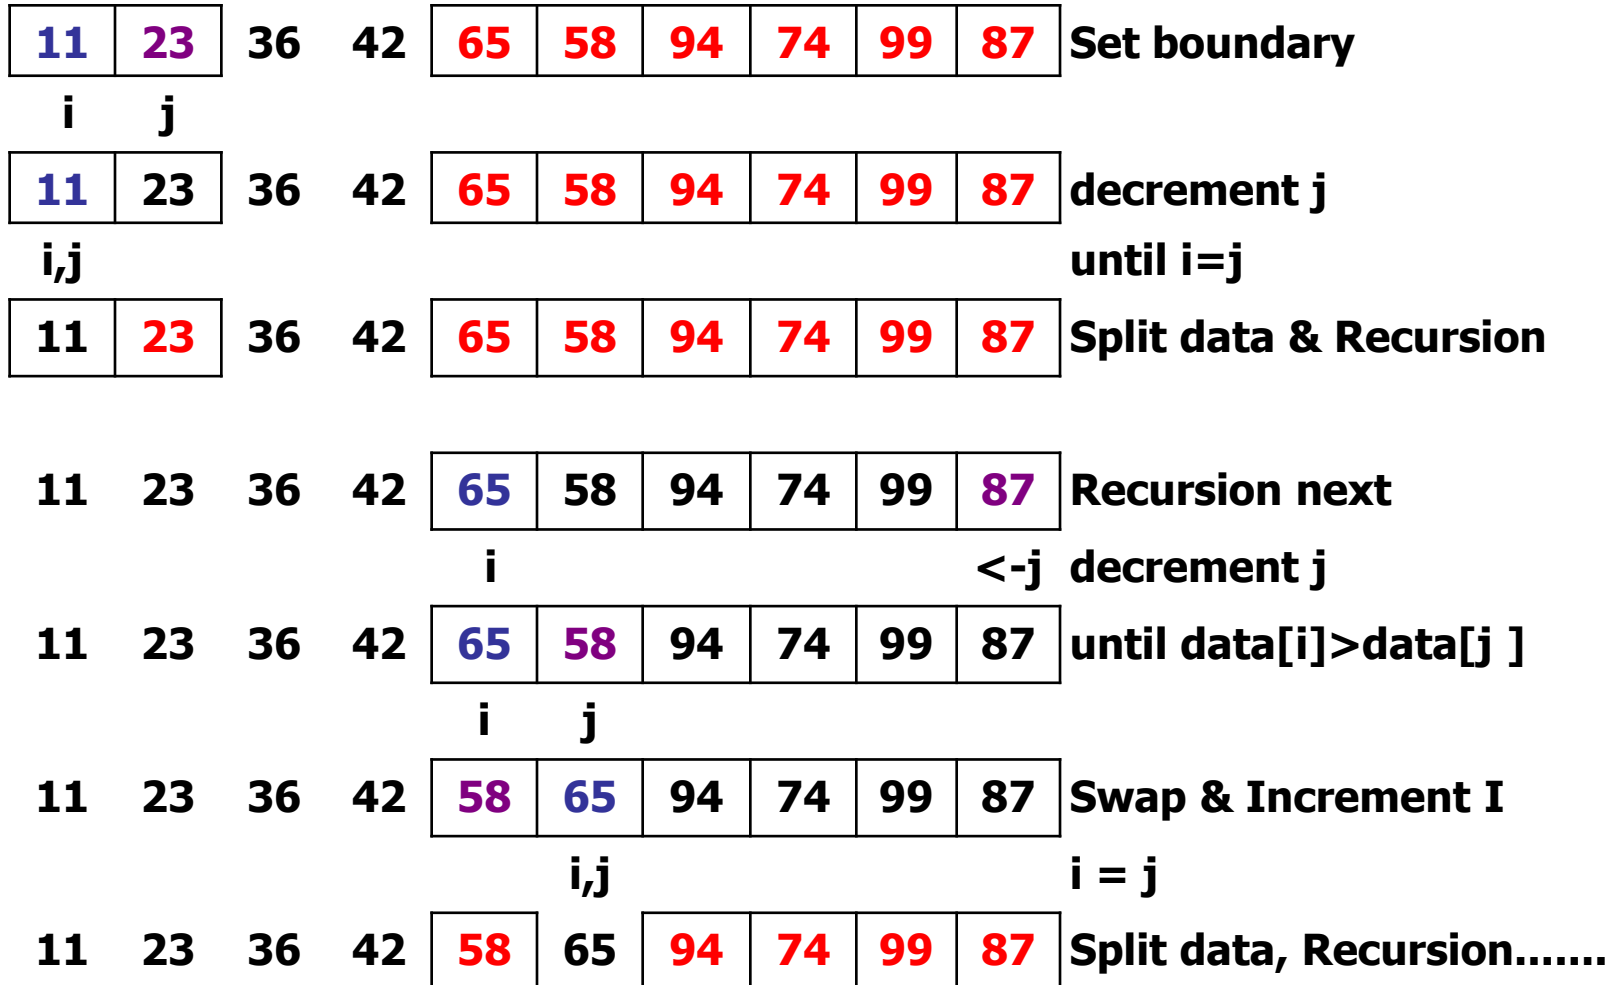 11 23 36 42 65 58 94 74 99 87 Set boundary
i j
11 23 36 42 65 58 94 74 99 87 decrement j
i,j until i=j
11 23 36 42 65 58 94 74 99 87 Split data & Recursion
11 23 36 42 65 58 94 74 99 87 Recursion next
i <-j decrement j
11 23 36 42 65 58 94 74 99 87 until data[i]>data[j ]
i j
11 23 36 42 58 65 94 74 99 87 Swap & Increment I
i,j i = j
11 23 36 42 58 65 94 74 99 87 Split data, Recursion.......